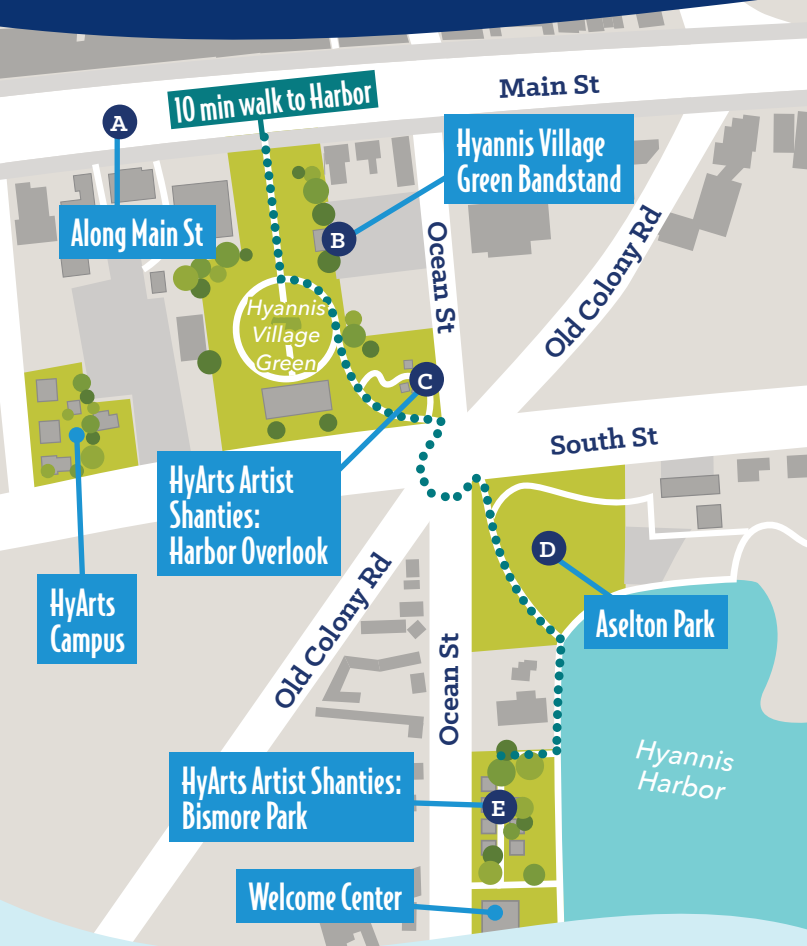 Main St
10 min walk to Harbor
A
Hyannis Village
Green Bandstand
Along Main St
B
Ocean St
Old Colony Rd
Hyannis
Village
Green
C
South St
HyArts Artist
Shanties:
Harbor Overlook
D
HyArts
Campus
Old Colony Rd
Aselton Park
Ocean St
Hyannis
Harbor
HyArts Artist Shanties:
Bismore Park
E
Welcome Center